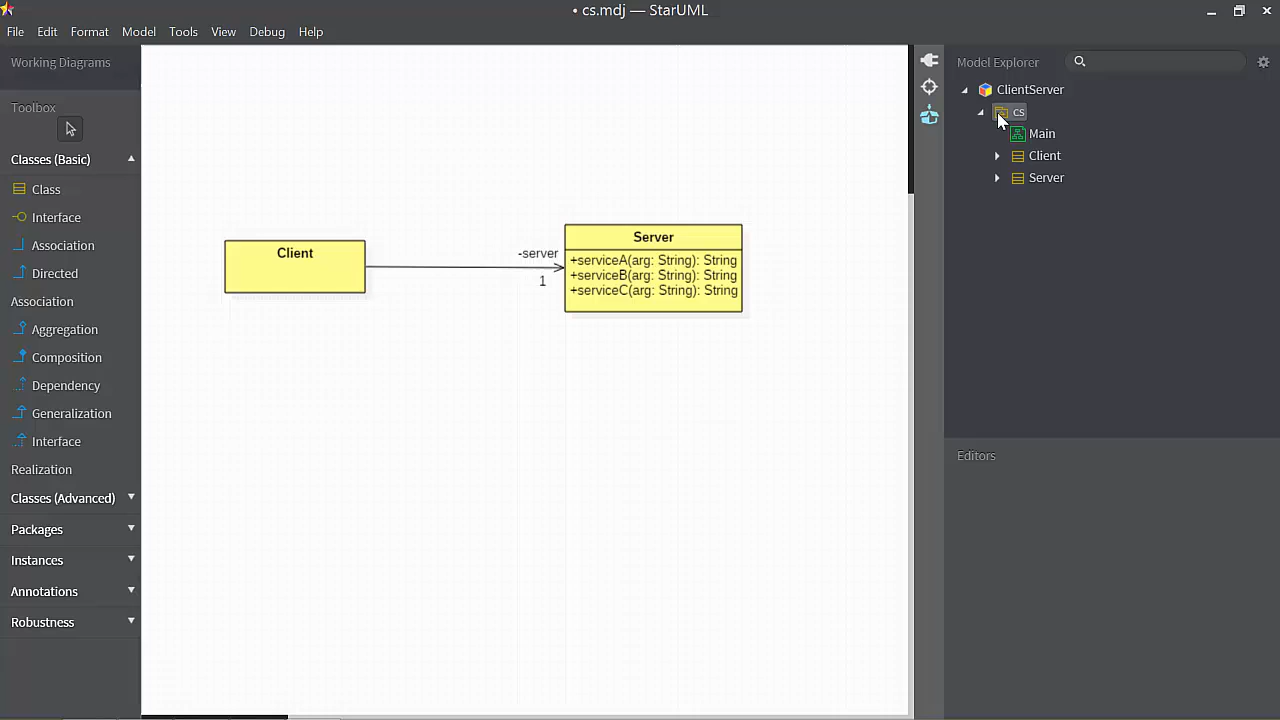 • cs.mdj — StarUML
File Edit Format Model Tools View Debug Help
Working Diagrams
Toolbox
Classes (Basic)
Class
Interface
Association
Directed
Association
Aggregation
Composition
Dependency
Generalization
Interface
Realization
Classes (Advanced)
Packages
Instances
Annotations
Robustness
Client
-server
1
Server
+serviceA(arg: String): String
+serviceB(arg: String): String
+serviceC(arg: String): String
Model Explorer
ClientServer
cs
Main
Client
Server
Editors